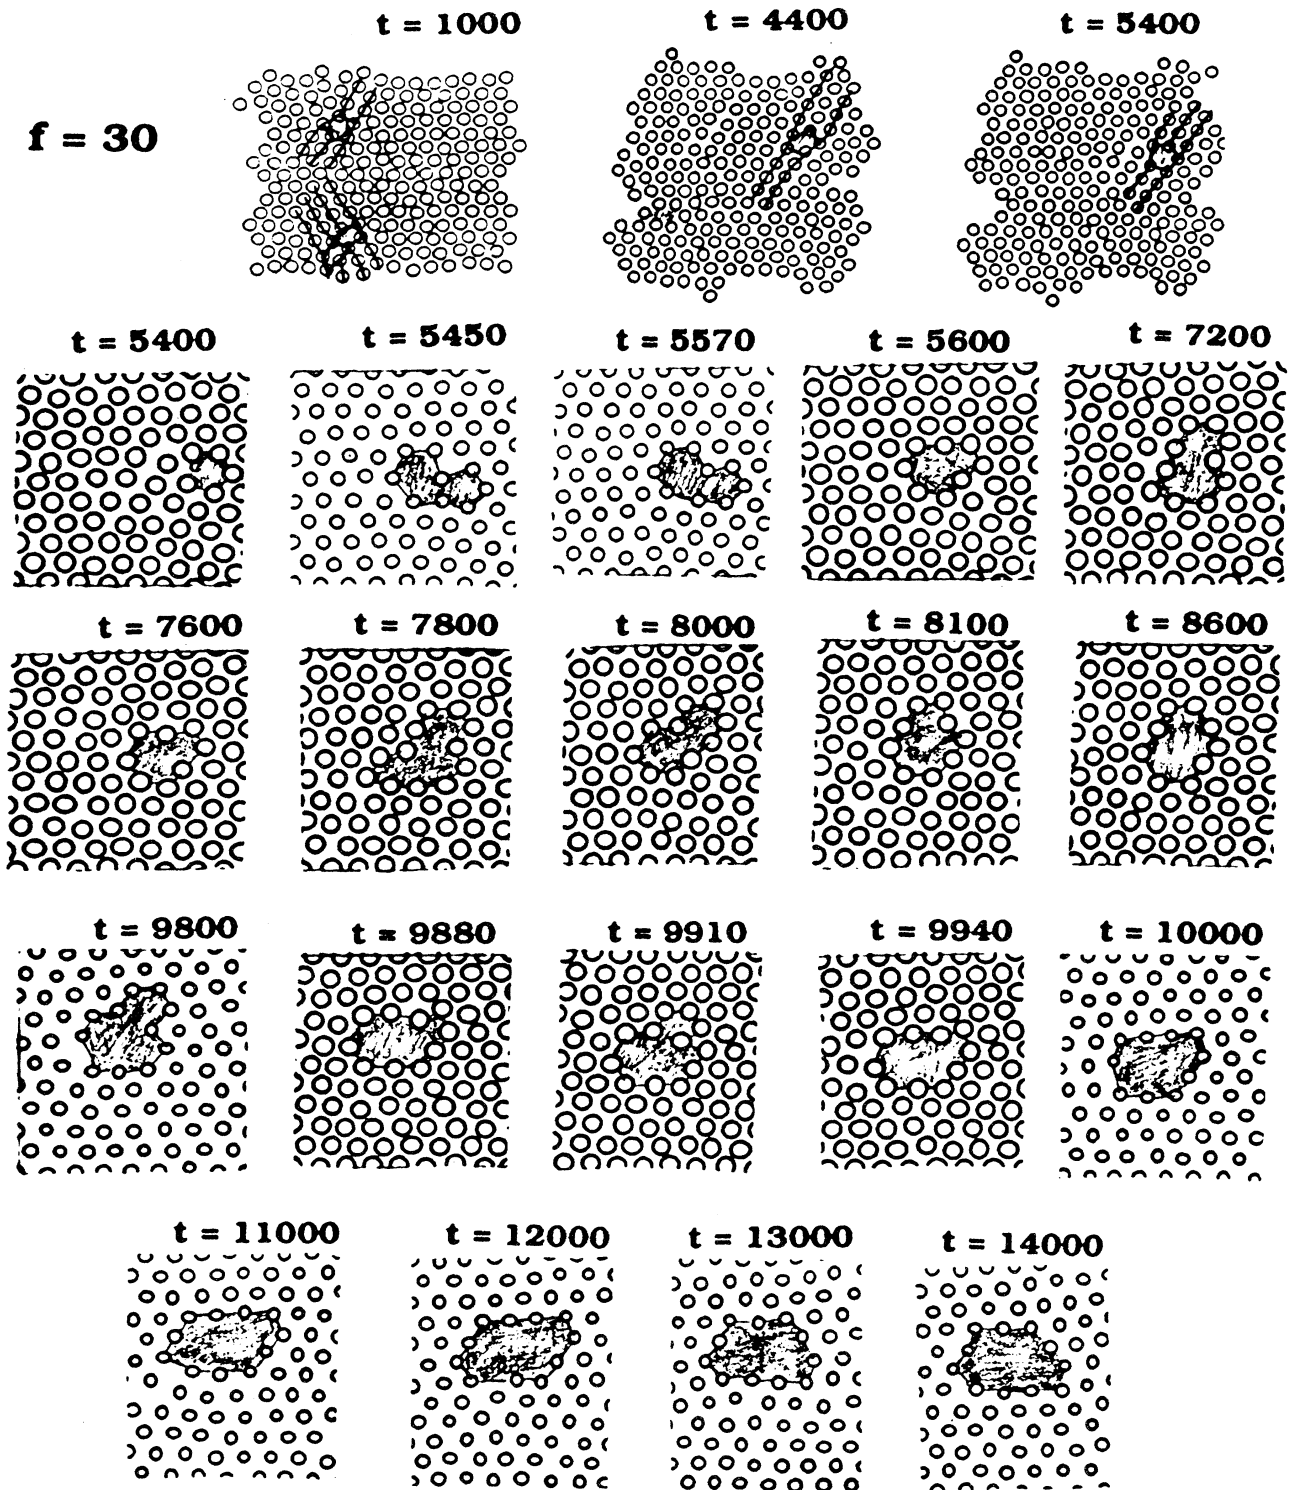 t = 1000 t = 4400 t = 5400
f = 30
t = 5400 t = 5450 t = 5570 t = 5600 t = 7200
t = 7600 t = 7800 t = 8000 t = 8100 t = 8600
t = 9800 t = 9880 t = 9910 t = 9940 t = 10000
t = 11000 t = 12000 t = 13000 t = 14000